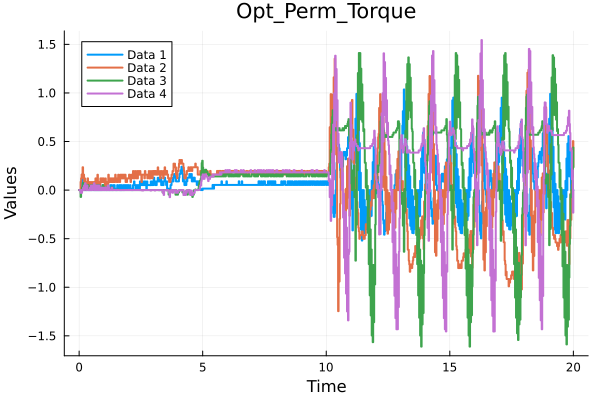 Opt_Perm_Torque
Values
1.5
1.0
0.5
0.0
−0.5
−1.0
−1.5
Data 1
Data 2
Data 3
Data 4
0 5 10 15 20
Time